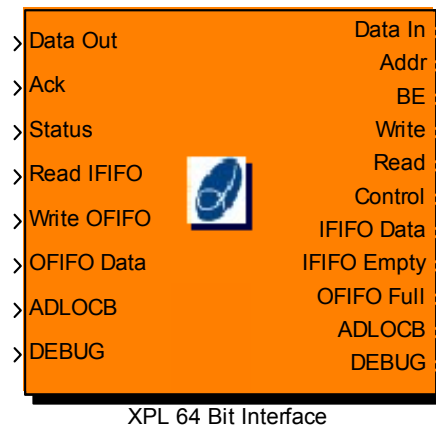 Data Out
Ack
Status
Read IFIFO
Write OFIFO
OFIFO Data
ADLOCB
DEBUG
Data In
Addr
BE
Write
Read
Control
IFIFO Data
IFIFO Empty
OFIFO Full
ADLOCB
DEBUG
XPL 64 Bit Interface